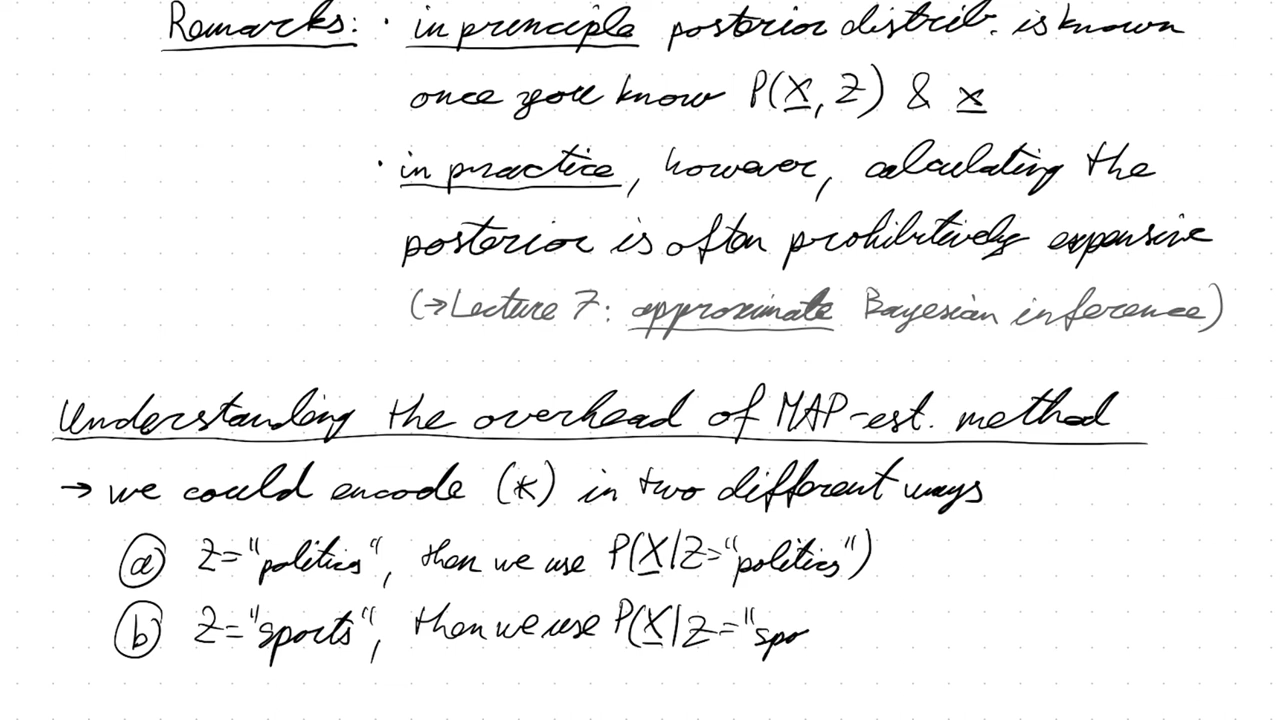 Remarks: · in principle posterior distrib. is known
once you know P(X, Z) & x
· in practice, however, calculating the
posterior is often prohibitively expensive
(→Lecture 7: approximate Bayesian inference)
Understanding the overhead of MAP-est. method
→ we could encode (*) in two different ways
(a) Z="politics", then we use P(X|Z="politics")
(b) Z="sports", then we use P(X|Z="spo